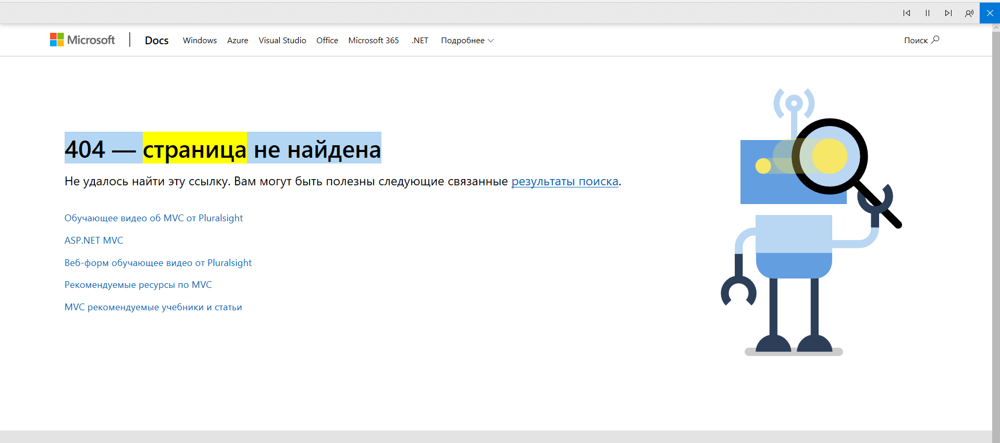 Microsoft Docs Windows Azure Visual Studio Office Microsoft 365 .NET Подробнее Поиск
404 — страница не найдена
Не удалось найти эту ссылку. Вам могут быть полезны следующие связанные результаты поиска.
Обучающее видео об MVC от Pluralsight
ASP.NET MVC
Веб-форм обучающее видео от Pluralsight
Рекомендуемые ресурсы по MVC
MVC рекомендуемые учебники и статьи